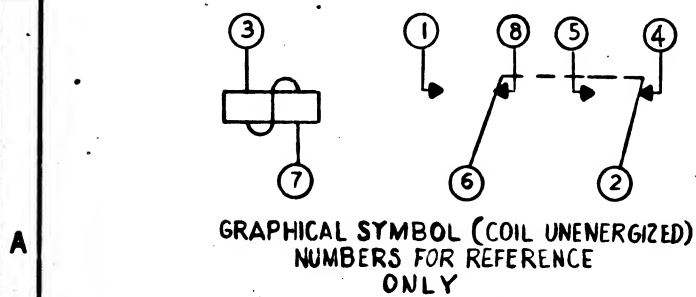 3 1 8 5 4
7 6 2
A
GRAPHICAL SYMBOL (COIL UNENERGIZED)
NUMBERS FOR REFERENCE
ONLY